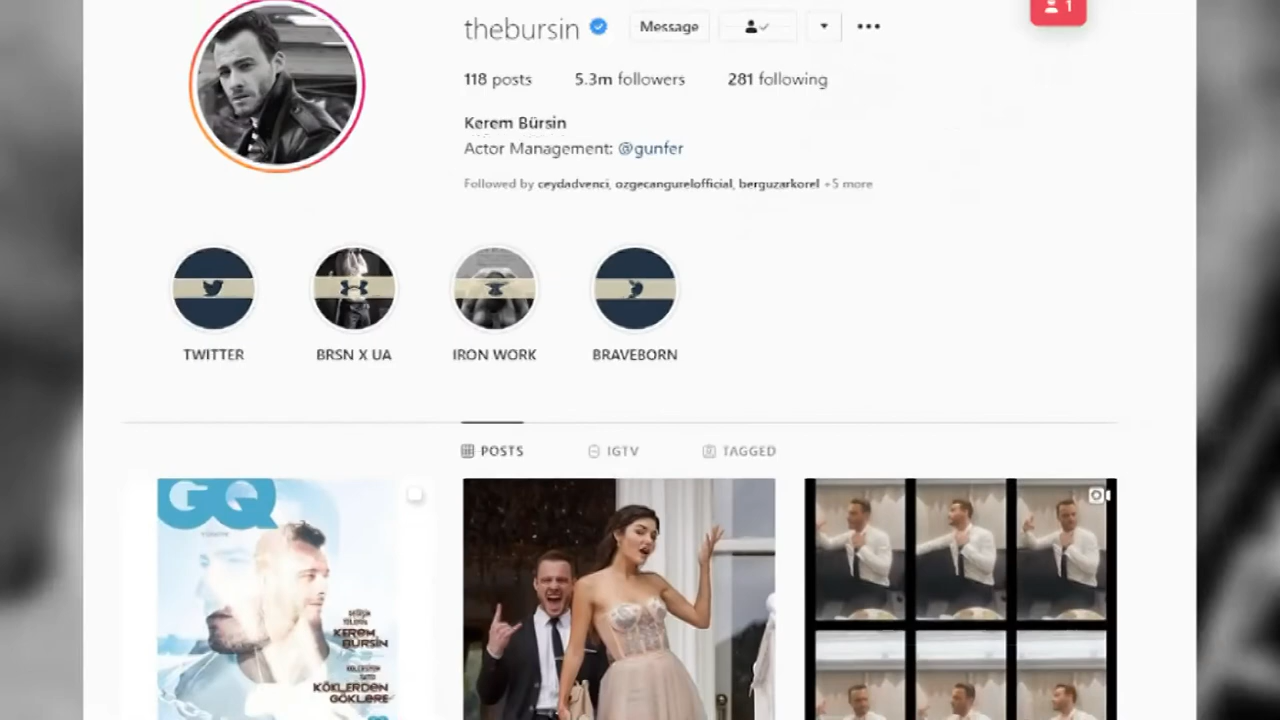 thebursin Message
1
118 posts 5.3m followers 281 following
Kerem Bürsin
Actor Management: @gunfer
Followed by ceydadvenci, ozgecangurelofficial, berguzarkorel +5 more
TWITTER BRSN X UA IRON WORK BRAVEBORN
POSTS IGTV TAGGED
GQ
KEREM
BÜRSİN
KÖKLERDEN
GÖKLERE